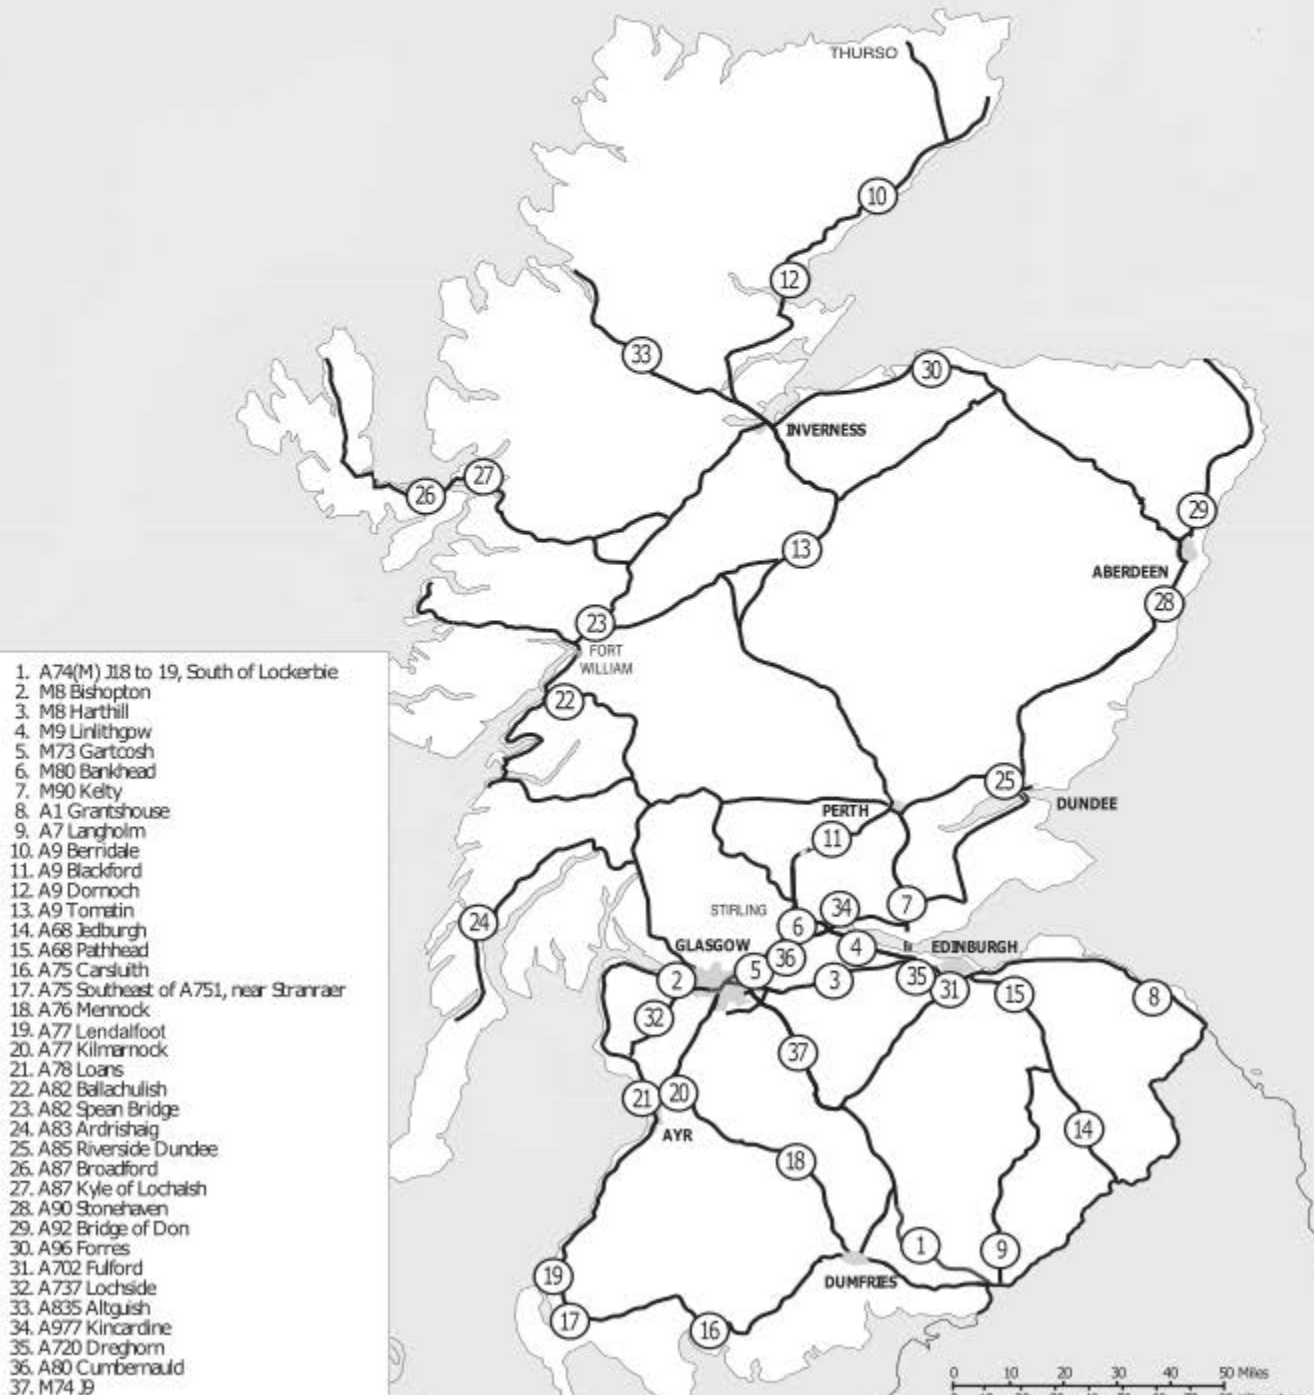 THURSO
10
12
33
30
INVERNESS
27
26
29
13
ABERDEEN
28
23
FORT
WILLIAM
22
25
DUNDEE
PERTH
11
7
34
STIRLING
24
6
GLASGOW
4
EDINBURGH
36
5
2
3
35
31
15
8
32
37
21
20
AYR
14
18
1
9
19
DUMFRIES
17
16
1. A74(M) J18 to 19, South of Lockerbie
2. M8 Bishopton
3. M8 Harthill
4. M9 Linlithgow
5. M73 Gartcosh
6. M80 Bankhead
7. M90 Kelty
8. A1 Grantshouse
9. A7 Langholm
10. A9 Berridale
11. A9 Blackford
12. A9 Dornoch
13. A9 Tomatin
14. A68 Jedburgh
15. A68 Pathhead
16. A75 Carsluith
17. A75 Southeast of A751, near Stranraer
18. A76 Mennock
19. A77 Lendalfoot
20. A77 Kilmarnock
21. A78 Loans
22. A82 Ballachulish
23. A82 Spean Bridge
24. A83 Ardrishaig
25. A85 Riverside Dundee
26. A87 Broadford
27. A87 Kyle of Lochalsh
28. A90 Stonehaven
29. A92 Bridge of Don
30. A96 Forres
31. A702 Fulford
32. A737 Lochside
33. A835 Altguish
34. A977 Kincardine
35. A720 Dreghorn
36. A80 Cumbernauld
37. M74 J9
0 10 20 30 40 50 Miles